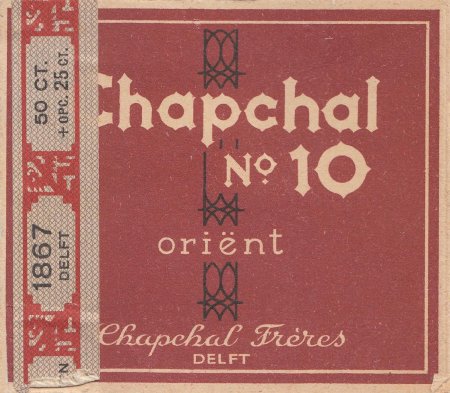 Chapchal
Nº 10
oriënt
Chapchal Frères
DELFT
50 CT.
+ OPC. 25 CT.
1867
DELFT
N